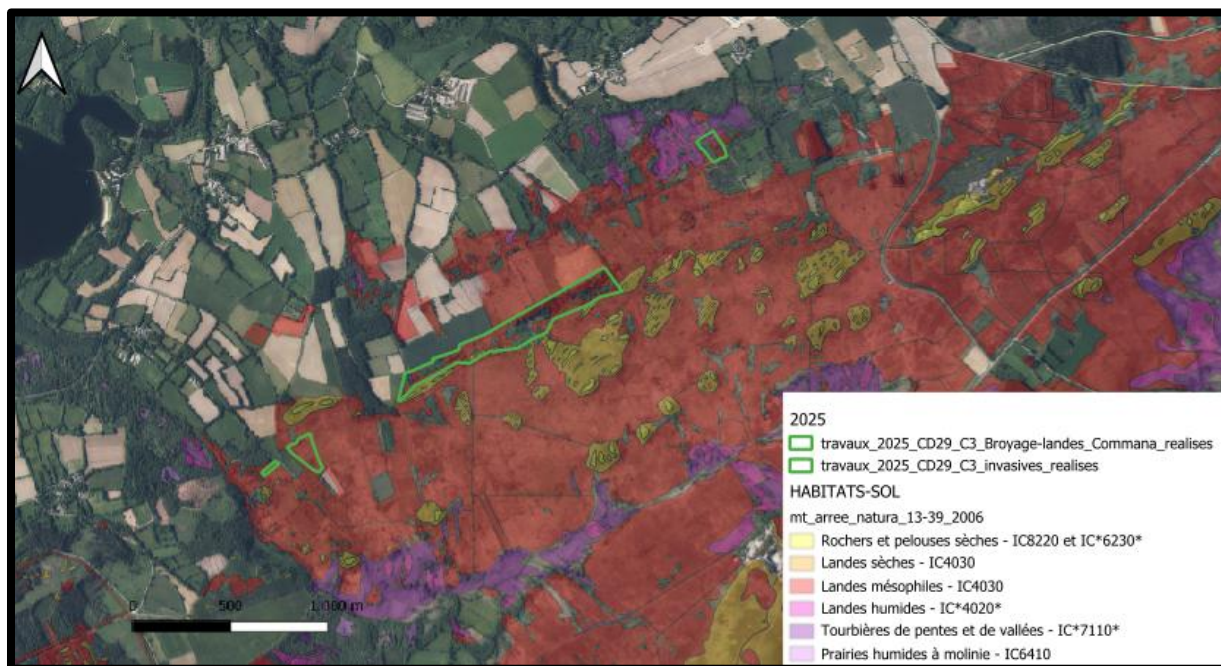 2025
travaux_2025_CD29_C3_Broyage-landes_Commana_realises
travaux_2025_CD29_C3_invasives_realises
HABITATS-SOL
mt_arree_natura_13-39_2006
Rochers et pelouses sèches - IC8220 et IC*6230*
Landes sèches - IC4030
Landes mésophiles - IC4030
Landes humides - IC*4020*
Tourbières de pentes et de vallées - IC*7110*
Prairies humides à molinie - IC6410
0 500 1 000 m